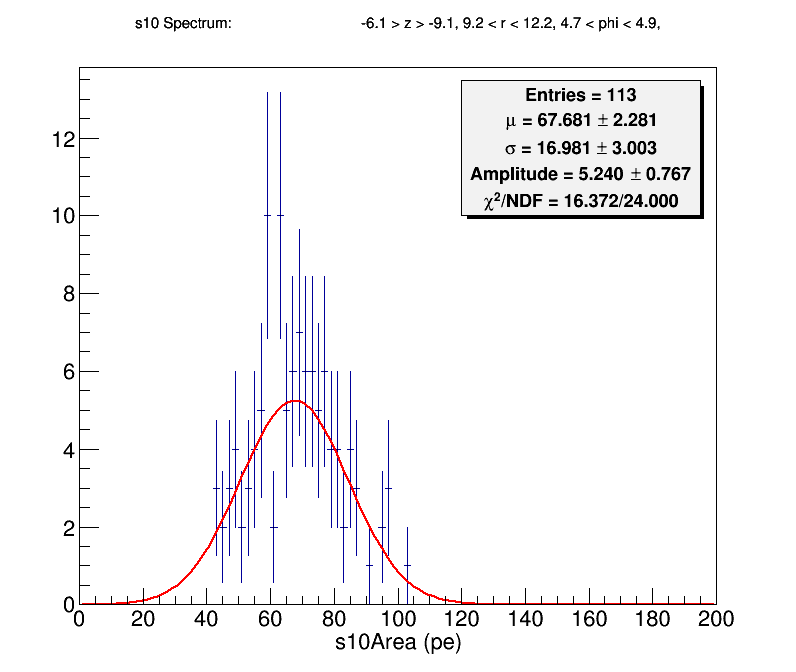 s10 Spectrum: -6.1 > z > -9.1, 9.2 < r < 12.2, 4.7 < phi < 4.9,
Entries = 113
μ = 67.681 ± 2.281
σ = 16.981 ± 3.003
Amplitude = 5.240 ± 0.767
χ²/NDF = 16.372/24.000
12
10
8
6
4
2
0
0 20 40 60 80 100 120 140 160 180 200
s10Area (pe)